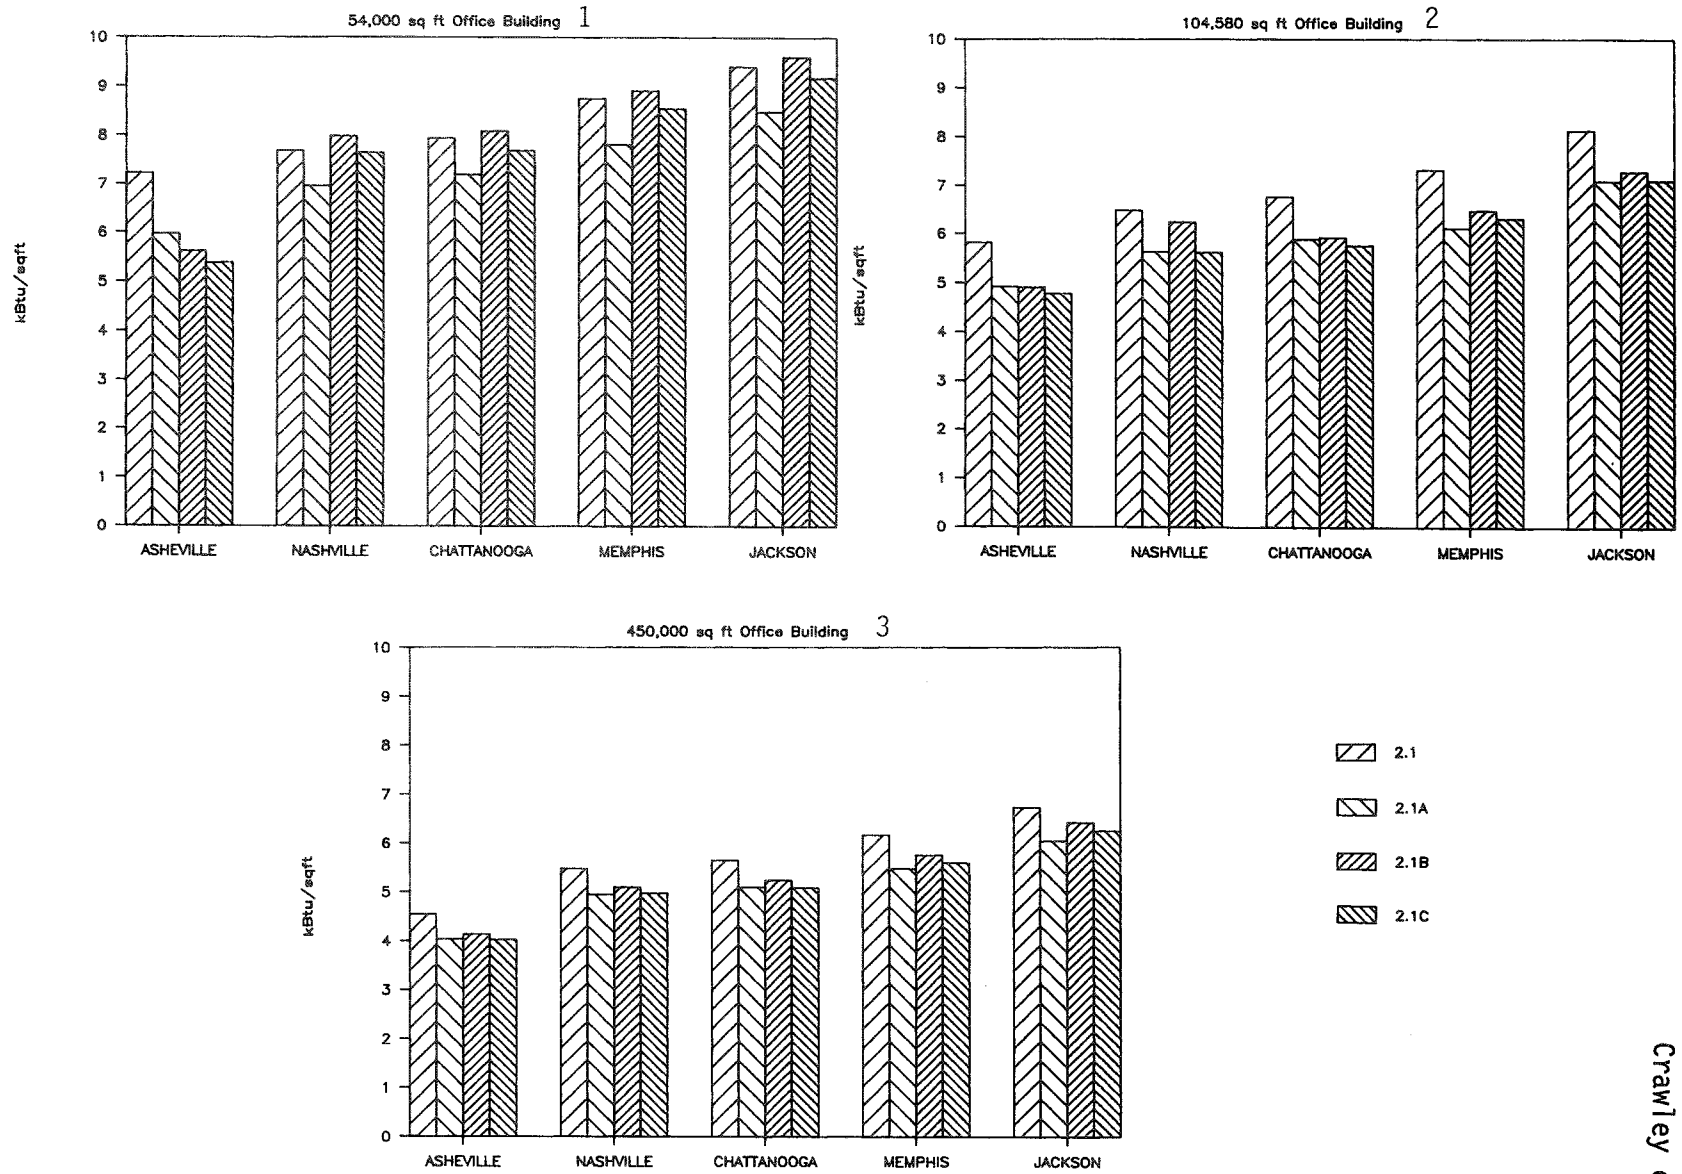 54,000 sq ft Office Building 1
10
9
8
7
6
5
4
3
2
1
0
kBtu/sqft
ASHEVILLE NASHVILLE CHATTANOOGA MEMPHIS JACKSON
104,580 sq ft Office Building 2
10
9
8
7
6
5
4
3
2
1
0
kBtu/sqft
ASHEVILLE NASHVILLE CHATTANOOGA MEMPHIS JACKSON
450,000 sq ft Office Building 3
10
9
8
7
6
5
4
3
2
1
0
kBtu/sqft
ASHEVILLE NASHVILLE CHATTANOOGA MEMPHIS JACKSON
2.1
2.1A
2.1B
2.1C
Crawley